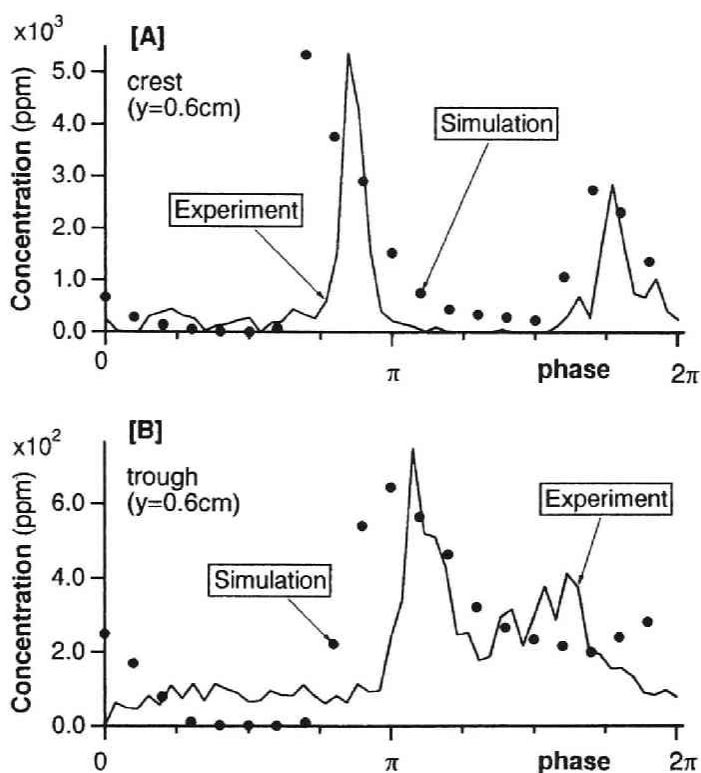 x10³
[A]
crest
(y=0.6cm)
Concentration (ppm)
5.0
4.0
3.0
2.0
1.0
0.0
Simulation
Experiment
0
π
phase
2π
x10²
[B]
trough
(y=0.6cm)
Concentration (ppm)
6.0
4.0
2.0
0.0
Experiment
Simulation
0
π
phase
2π